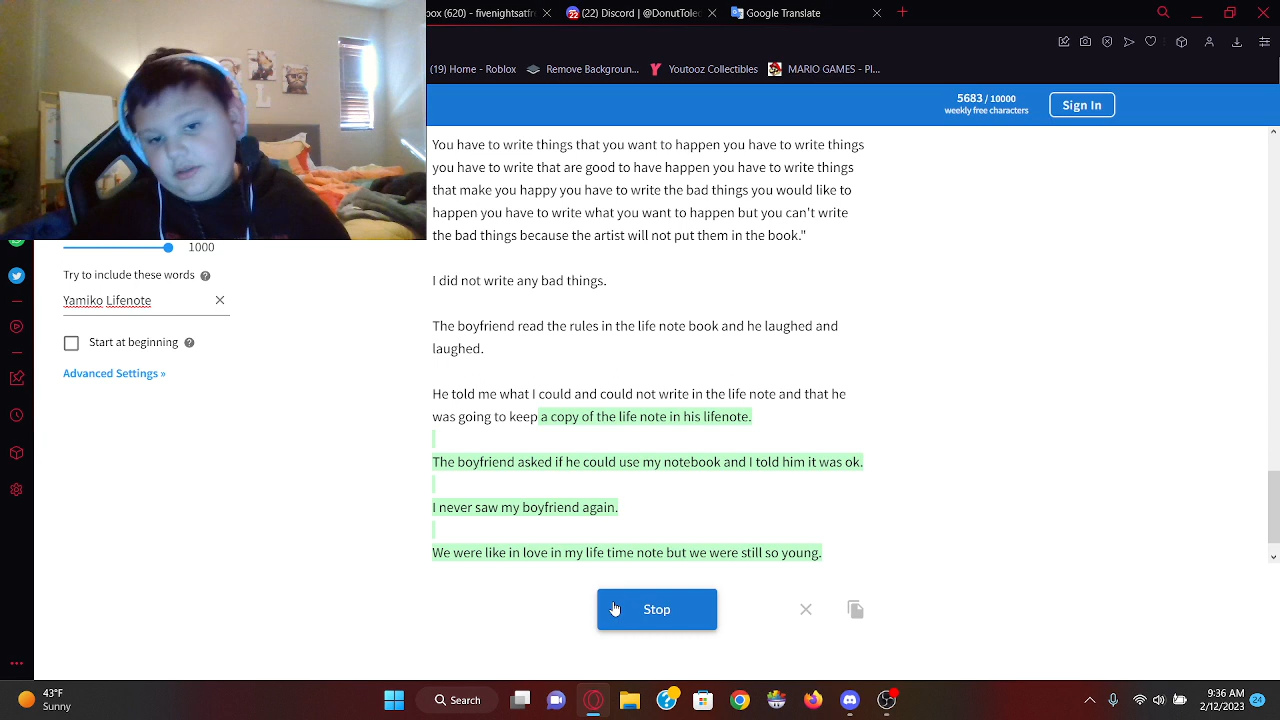 box (620) - fivenightsatfr
(22) Discord | @DonutTole
Google Translate
(19) Home - Roblox
Remove Backgroun...
Youtooz Collectibles
MARIO GAMES - Pl...
5683 / 10000
weekly free characters
Sign In
L
You have to write things that you want to happen you have to write things
you have to write that are good to have you have to write things
that make you happy you have to write the bad things you would like to
happen you have to write what you want to happen but you can't write
the bad things because the artist will not put them in the book."
1000
Try to include these words
Yamiko Lifenote
Start at beginning
Advanced Settings »
I did not write any bad things.
The boyfriend read the rules in the life note book and he laughed and
laughed.
He told me what I could and could not write in the life note and that he
was going to keep a copy of the life note in his lifenote.
The boyfriend asked if he could use my notebook and I told him it was ok.
I never saw my boyfriend again.
We were like in love in my life time note but we were still so young.
Stop
43°F
Sunny
Search
9:36 AM
2/12/2023
24